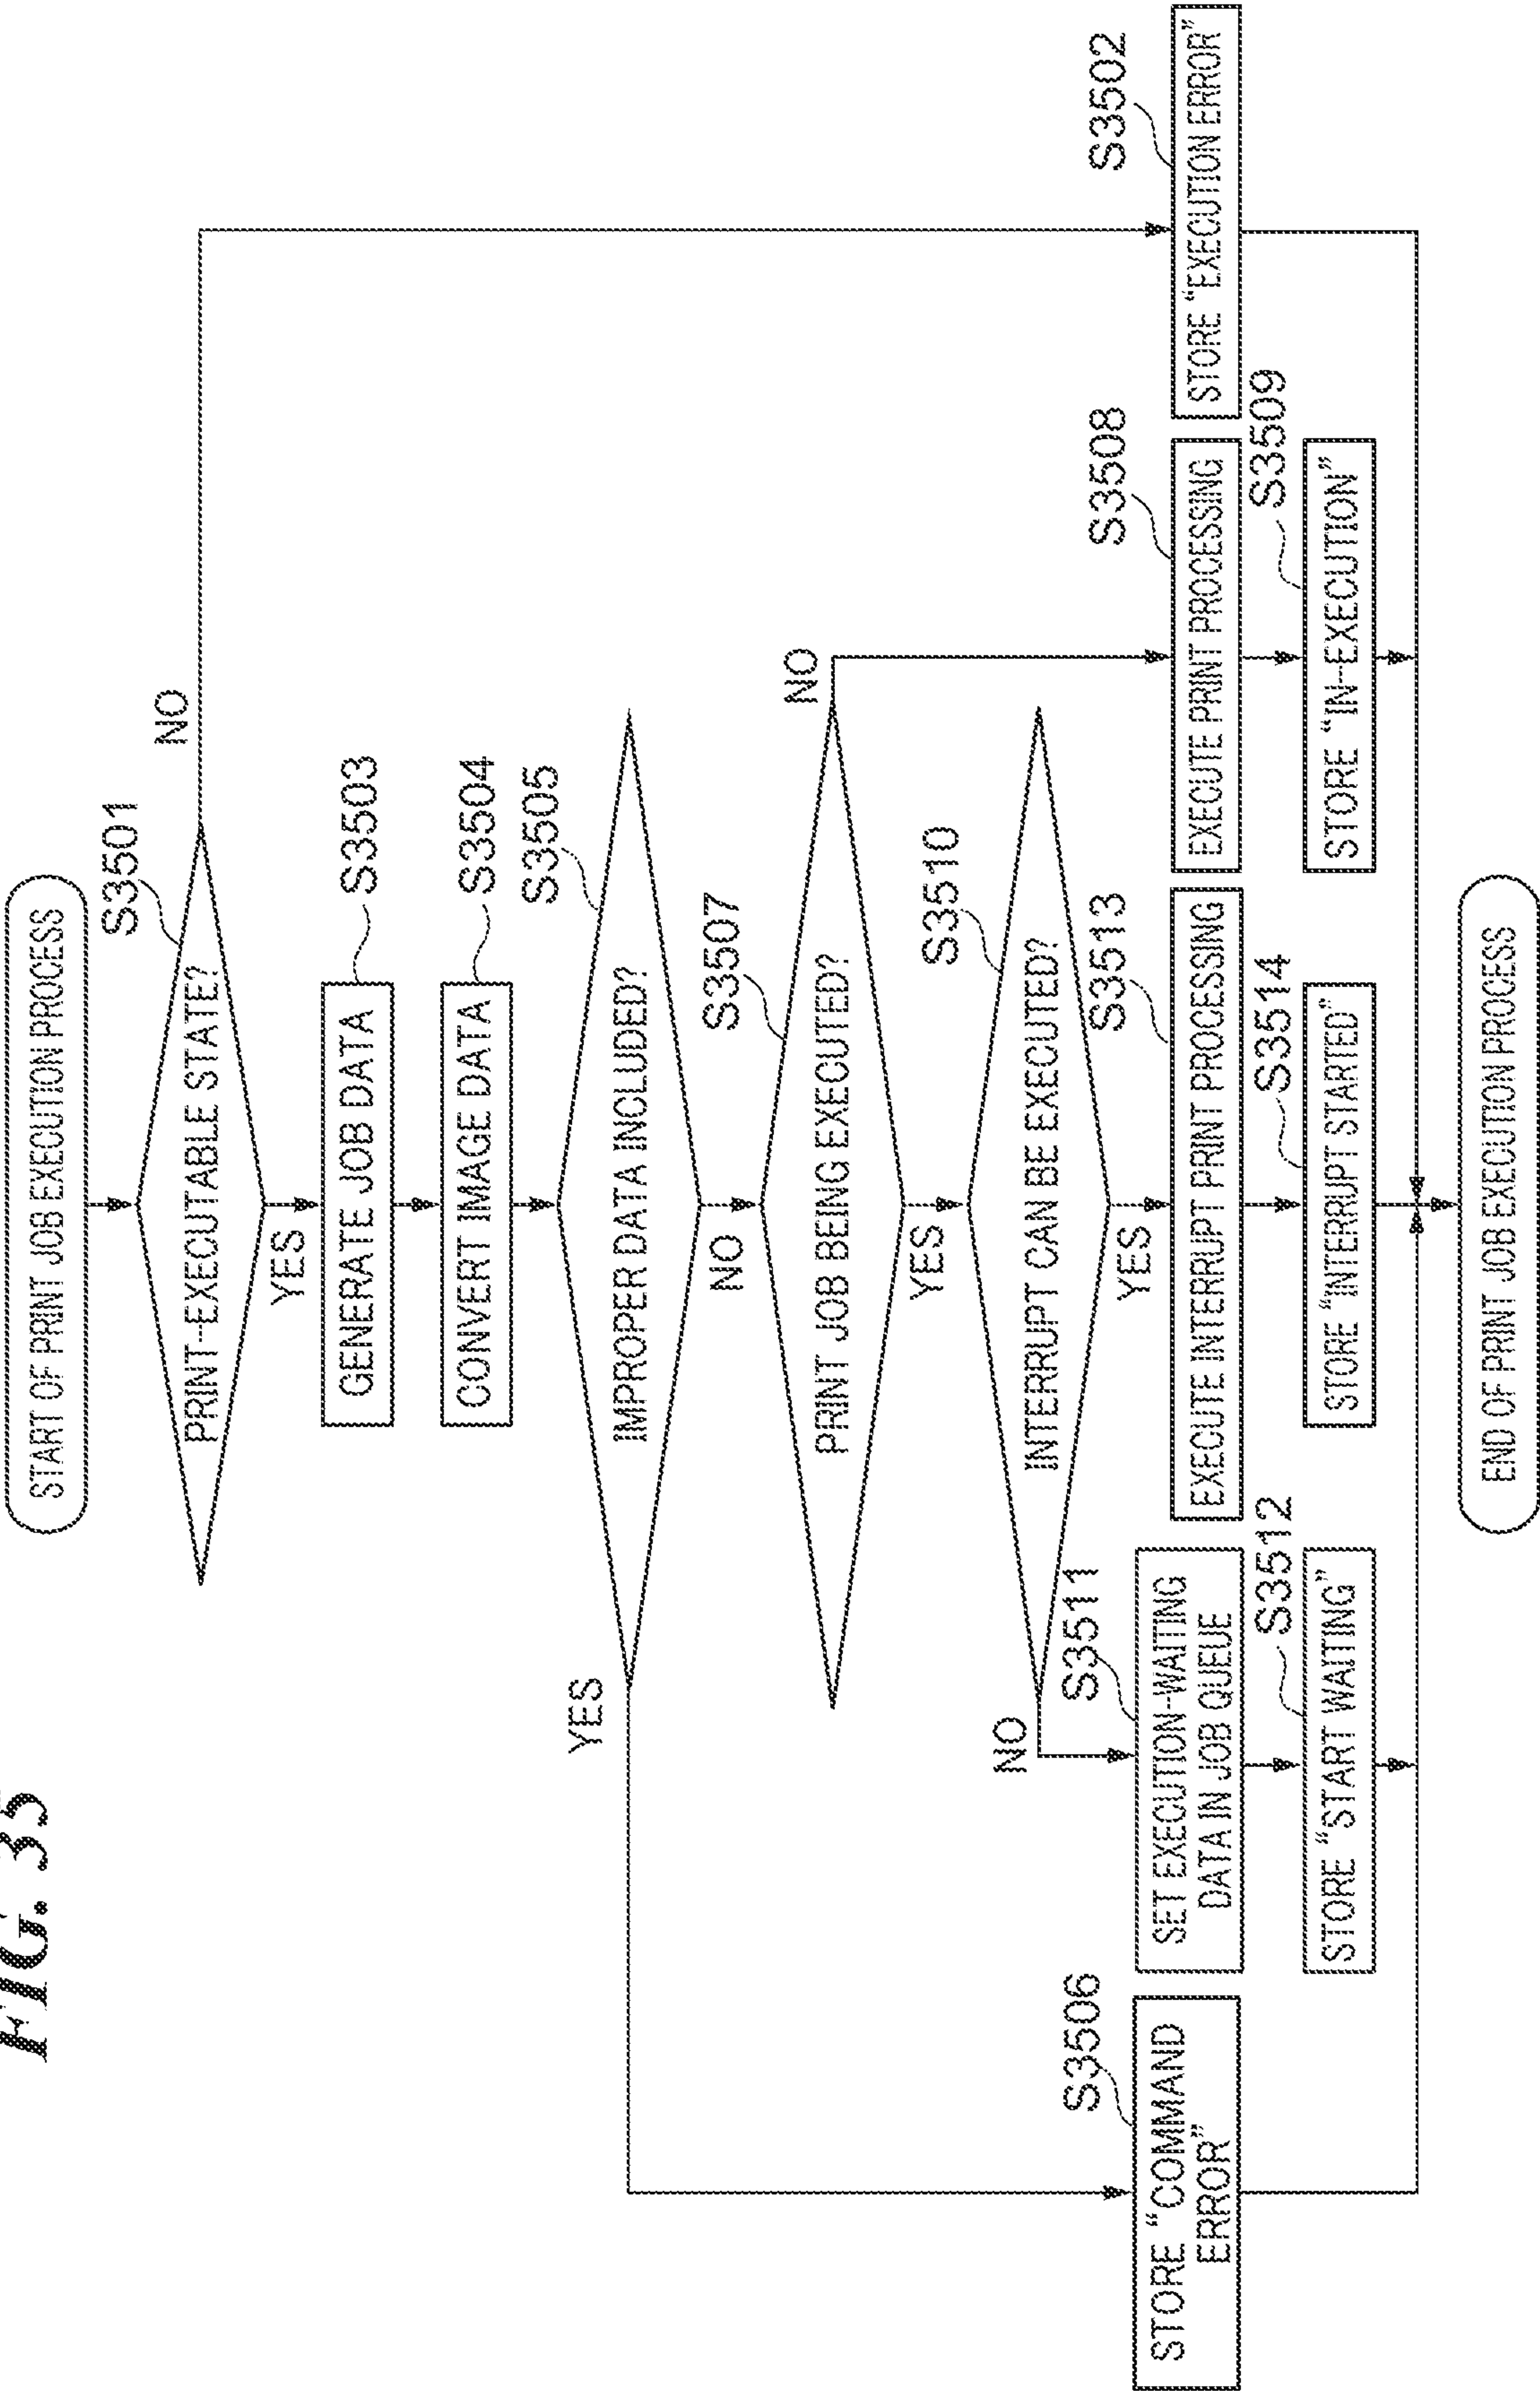 FIG. 35
START OF PRINT JOB EXECUTION PROCESS
S3501
PRINT-EXECUTABLE STATE?
NO
YES
GENERATE JOB DATA
S3503
CONVERT IMAGE DATA
S3504
S3505
IMPROPER DATA INCLUDED?
YES
NO
S3507
PRINT JOB BEING EXECUTED?
NO
YES
S3510
INTERRUPT CAN BE EXECUTED?
NO
YES
S3506
STORE “COMMAND
ERROR”
S3511
SET EXECUTION-WAITING
DATA IN JOB QUEUE
S3512
STORE “START WAITING”
S3513
EXECUTE INTERRUPT PRINT PROCESSING
S3514
STORE “INTERRUPT STARTED”
S3508
EXECUTE PRINT PROCESSING
S3509
STORE “IN-EXECUTION”
S3502
STORE “EXECUTION ERROR”
END OF PRINT JOB EXECUTION PROCESS